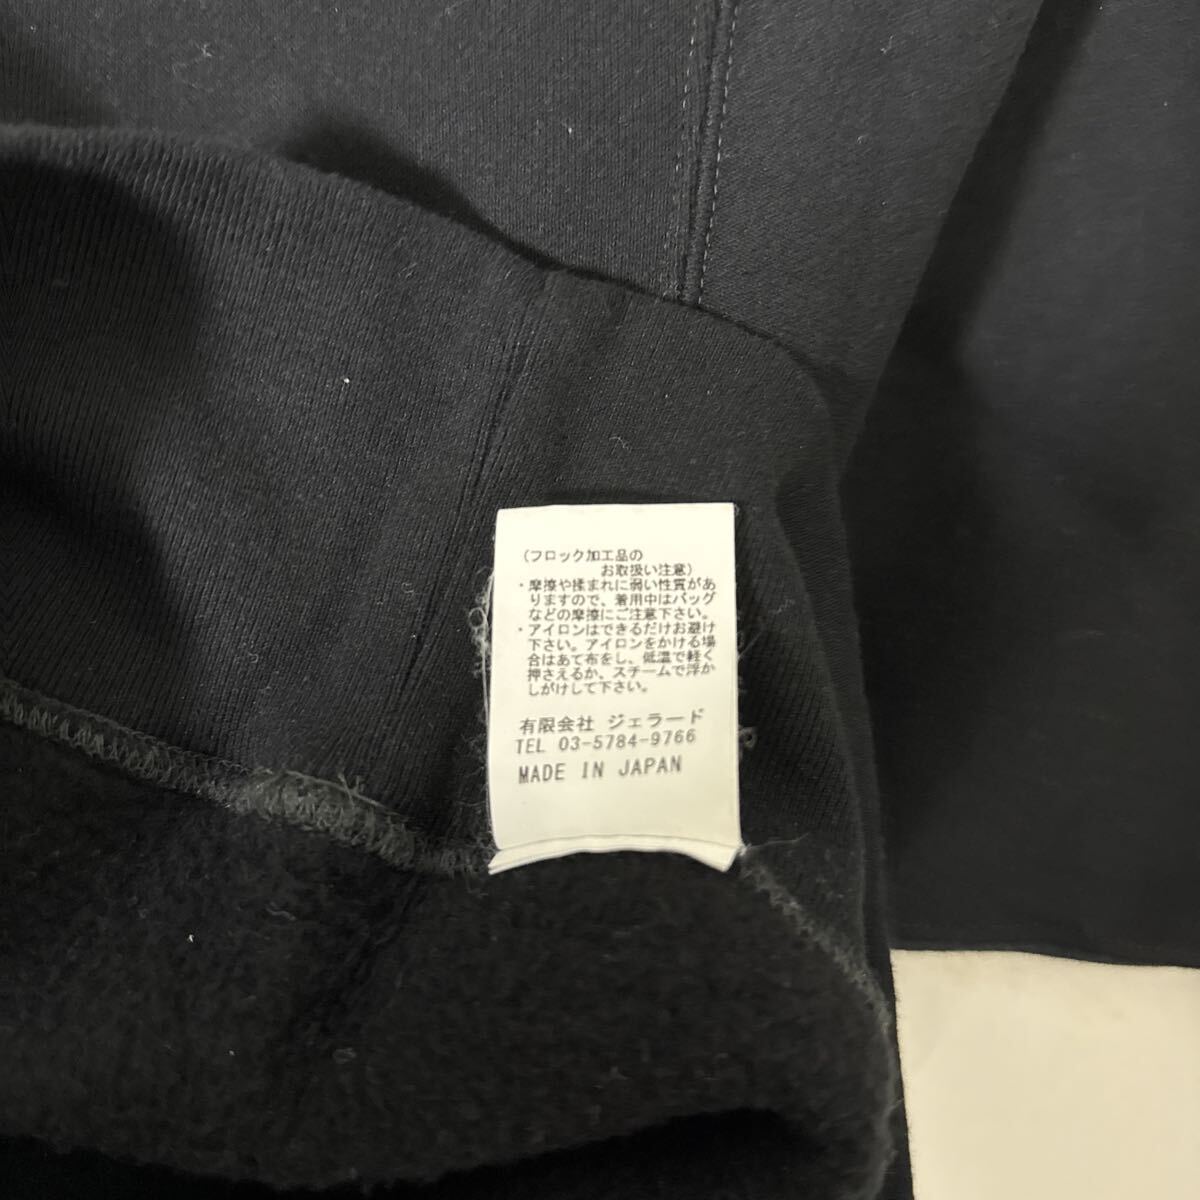 （フロック加工品の
お取扱い注意）
・摩擦や揉まれに弱い性質があ
りますので、着用中はバッグ
などの摩擦にご注意下さい。
・アイロンはできるだけお避け
下さい。アイロンをかける場
合はあて布をし、低温で軽く
押さえるか、スチームで浮か
しがけして下さい。
有限会社 ジェラード
TEL 03-5784-9766
MADE IN JAPAN